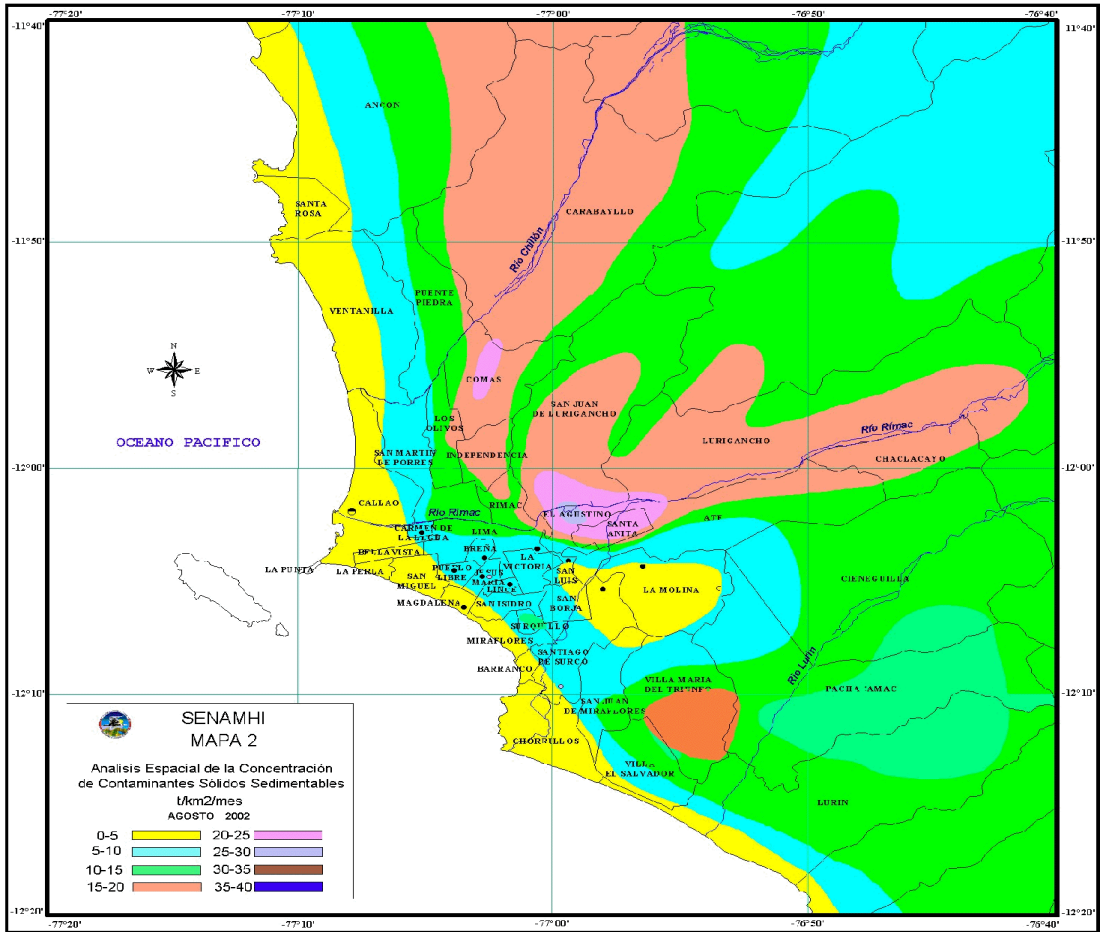 -77°20'
-77°10'
-77°00'
-76°50'
-76°40'
-11°40'
-11°40'
ANCON
SANTA
ROSA
CARABAYLLO
-11°50'
-11°50'
Río Chillón
PUENTE
PIEDRA
VENTANILLA
N
W
E
S
COMAS
SAN JUAN
DE LURIGANCHO
LOS
OLIVOS
OCEANO PACIFICO
LURIGANCHO
Río Rímac
SAN MARTIN
DE PORRES
INDEPENDENCIA
CHACLACAYO
-12°00'
-12°00'
CALLAO
RIMAC
Río Rimac
EL AGUSTINO
SANTA
ANITA
ATE
CARMEN DE
LIMA
BREÑA
LA
VICTORIA
BELLAVISTA
LA PUNTA
LA PERLA
PUEBLO
LIBRE
JESUS
MARIA
LINCE
SAN
LUIS
SAN
MIGUEL
LA MOLINA
CIENEGUILLA
MAGDALENA
SAN ISIDRO
SAN
BORJA
SURQUILLO
MIRAFLORES
SANTIAGO
DE SURCO
BARRANCO
Rio Lurín
VILLA MARIA
DEL TRIUNFO
-12°10'
-12°10'
SAN JUAN
DE MIRAFLORES
CHORRILLOS
VILLA
EL SALVADOR
LURIN
SENAMHI
MAPA 2
Analisis Espacial de la Concentración
de Contaminantes Sólidos Sedimentables
t/km2/mes
AGOSTO 2002
0-5
20-25
5-10
25-30
10-15
30-35
15-20
35-40
-12°20'
-12°20'
-77°20'
-77°10'
-77°00'
-76°50'
-76°40'